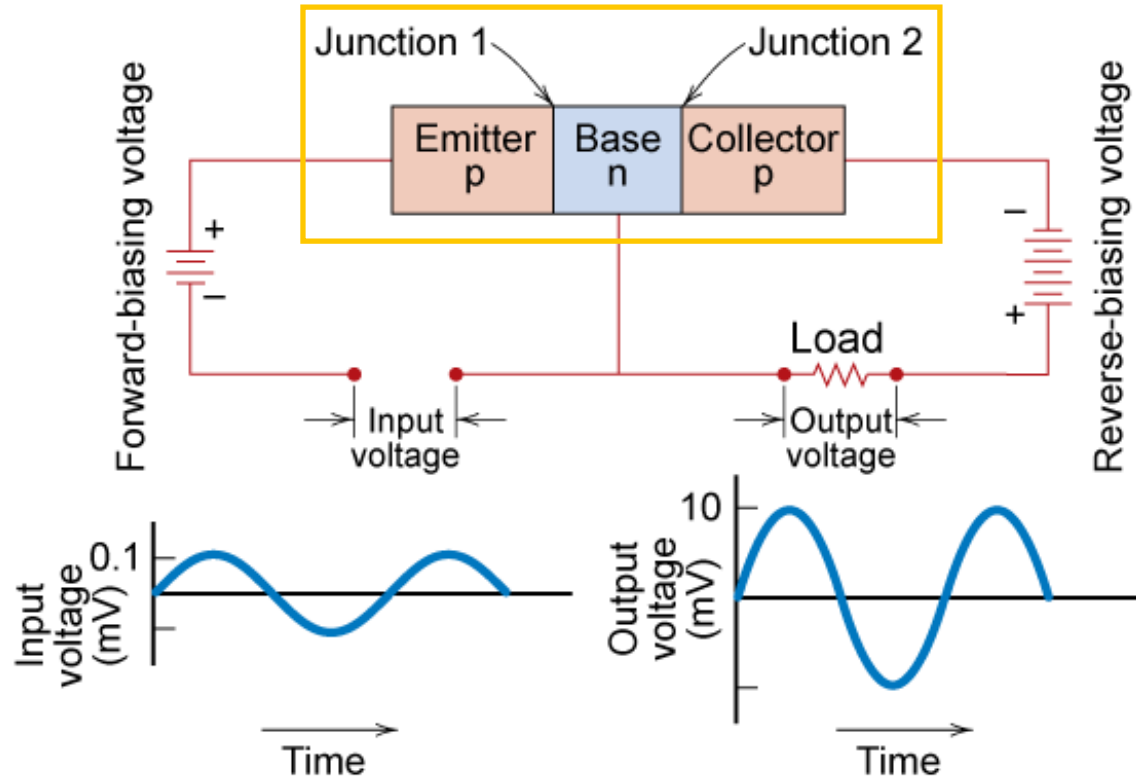 Junction 1
Junction 2
Emitter
p
Base
n
Collector
p
Forward-biasing voltage
+
–
Reverse-biasing voltage
–
+
Load
Input
voltage
Output
voltage
Input
voltage
(mV)
0.1
Time
Output
voltage
(mV)
10
Time